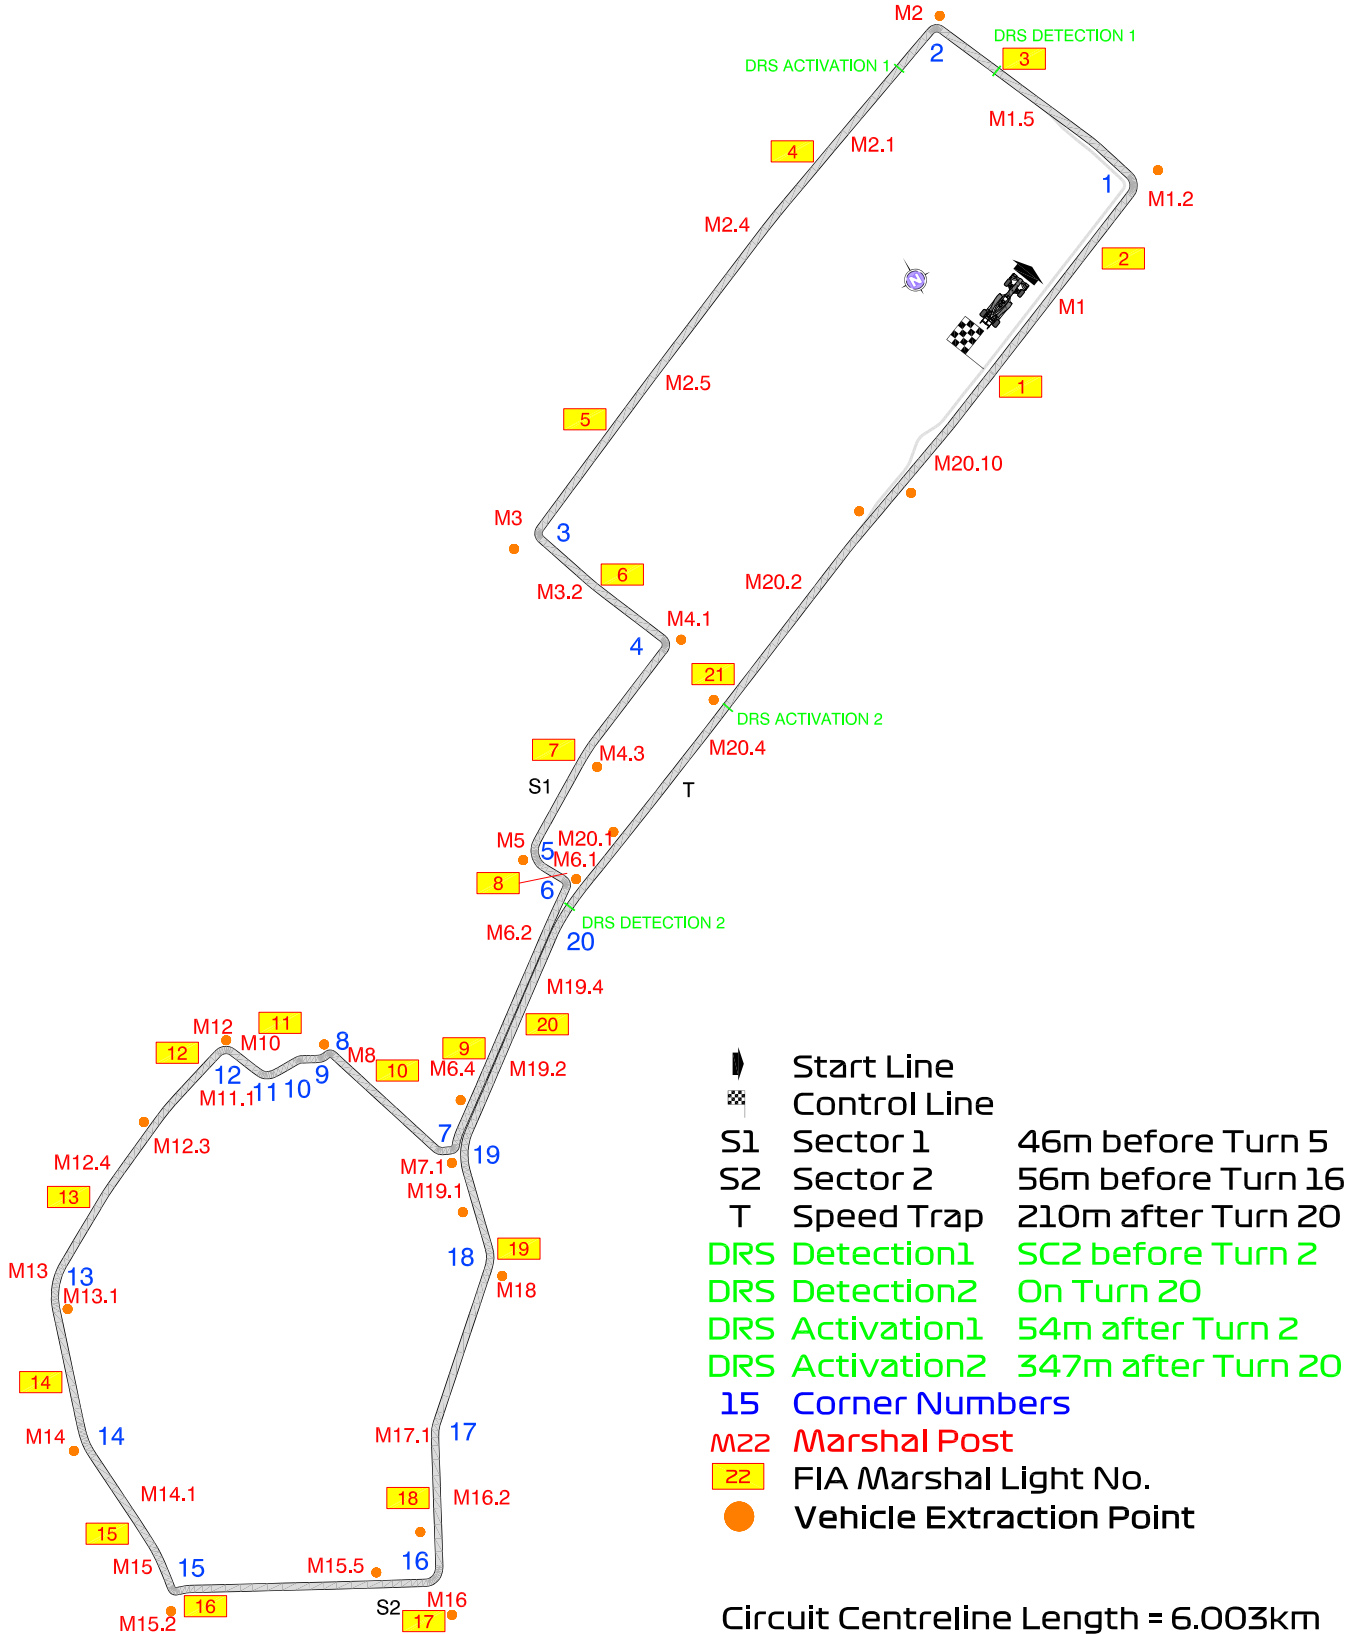 M2
DRS DETECTION 1
2
3
DRS ACTIVATION 1
M1.5
M2.1
4
1
M1.2
M2.4
2
N
M1
M2.5
1
5
M20.10
M3
3
6
M20.2
M3.2
M4.1
4
21
DRS ACTIVATION 2
7
M4.3
M20.4
S1
T
M5
M20.1
5
M6.1
8
6
DRS DETECTION 2
M6.2
20
M19.4
11
20
M12
8
12
M10
M8
9
12
11
10
9
10
M6.4
M19.2
M11.1
M12.3
7
19
M12.4
M7.1
13
M19.1
18
19
M13
13
M18
M13.1
14
M14
14
17
M17.1
M14.1
18
M16.2
15
M15
15
M15.5
16
16
S2
M16
M15.2
17
Start Line
Control Line
S1 Sector 1 46m before Turn 5
S2 Sector 2 56m before Turn 16
T Speed Trap 210m after Turn 20
DRS Detection1 SC2 before Turn 2
DRS Detection2 On Turn 20
DRS Activation1 54m after Turn 2
DRS Activation2 347m after Turn 20
15 Corner Numbers
M22 Marshal Post
22 FIA Marshal Light No.
Vehicle Extraction Point
Circuit Centreline Length = 6.003km